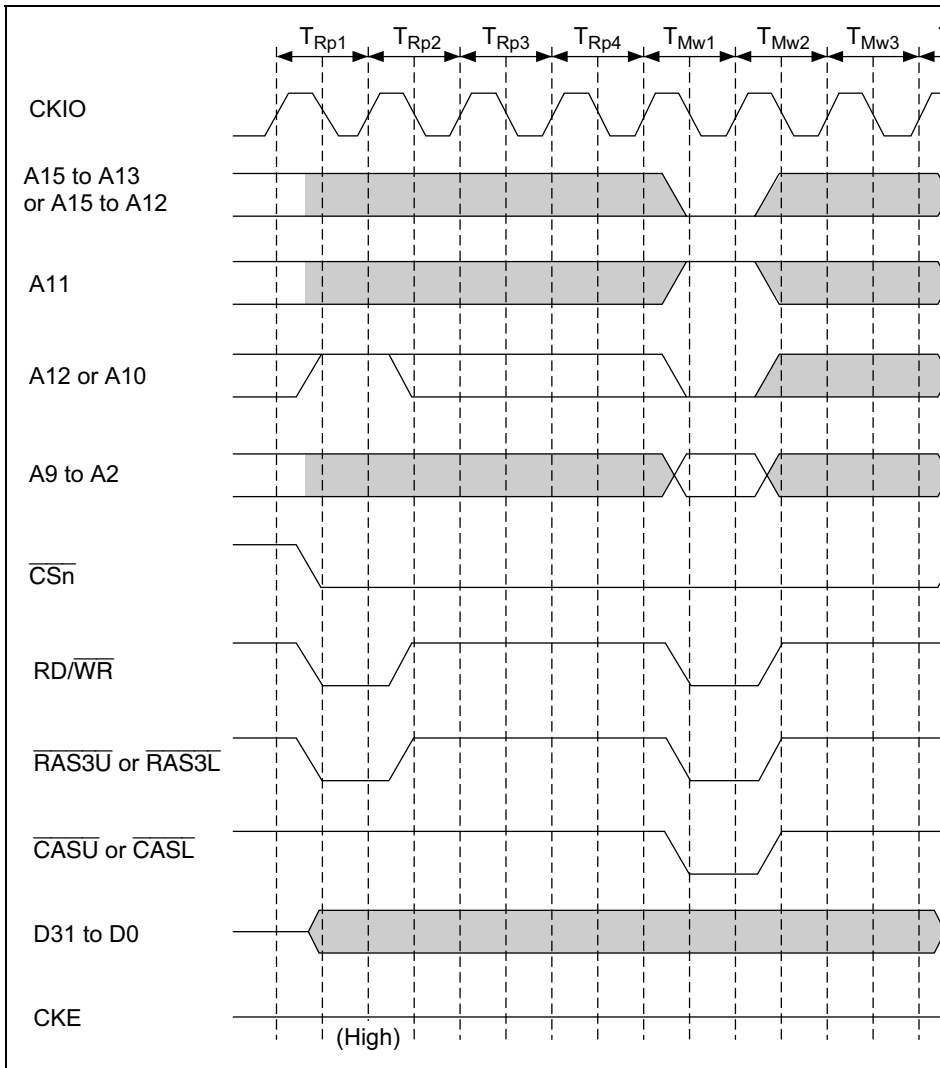 TRp1 TRp2 TRp3 TRp4 TMw1 TMw2 TMw3
CKIO
A15 to A13
or A15 to A12
A11
A12 or A10
A9 to A2
CSn
RD/WR
RAS3U or RAS3L
CASU or CASL
D31 to D0
CKE
(High)